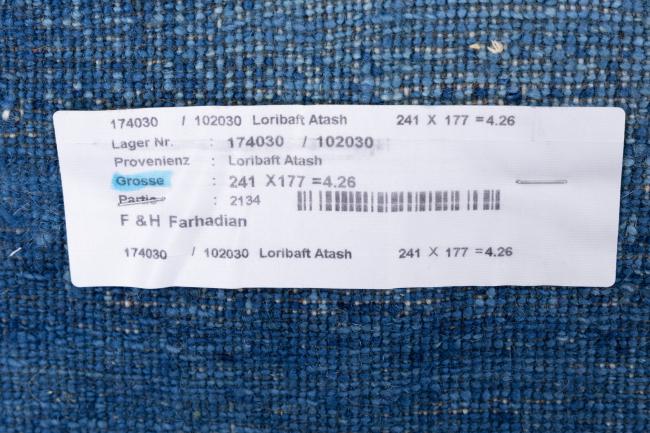 174030 / 102030 Loribaft Atash 241 X 177 =4.26
Lager Nr. : 174030 / 102030
Provenienz : Loribaft Atash
Grosse : 241 X177 =4.26
Partie : 2134
F &H Farhadian
174030 / 102030 Loribaft Atash 241 X 177 =4.26